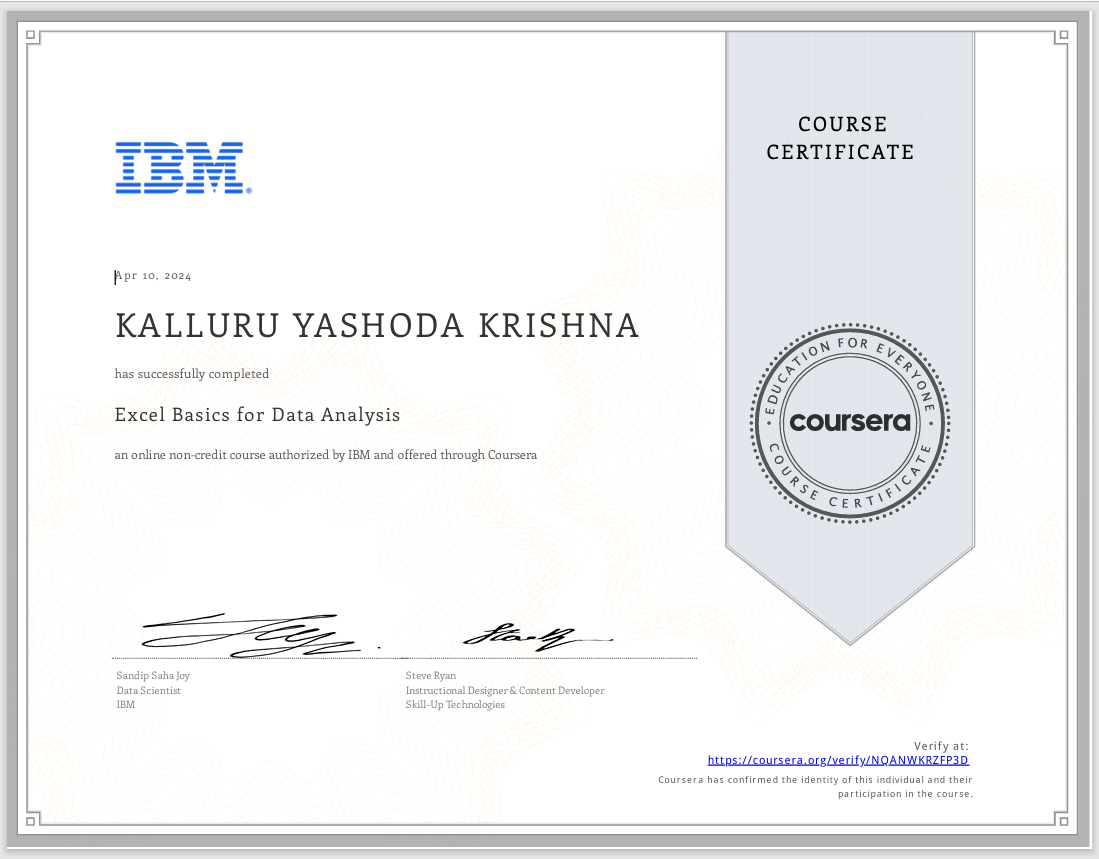 COURSE
CERTIFICATE
IBM®
Apr 10, 2024
KALLURU YASHODA KRISHNA
has successfully completed
Excel Basics for Data Analysis
an online non-credit course authorized by IBM and offered through Coursera
EDUCATION FOR EVERYONE
coursera
COURSE CERTIFICATE
Sandip Saha Joy
Data Scientist
IBM
Steve Ryan
Instructional Designer & Content Developer
Skill-Up Technologies
Verify at:
https://coursera.org/verify/NQANWKRZFP3D
Coursera has confirmed the identity of this individual and their
participation in the course.